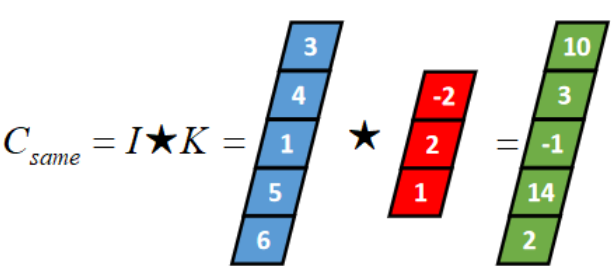 C_same = I★K = 3 4 1 5 6 ★ -2 2 1 = 10 3 -1 14 2